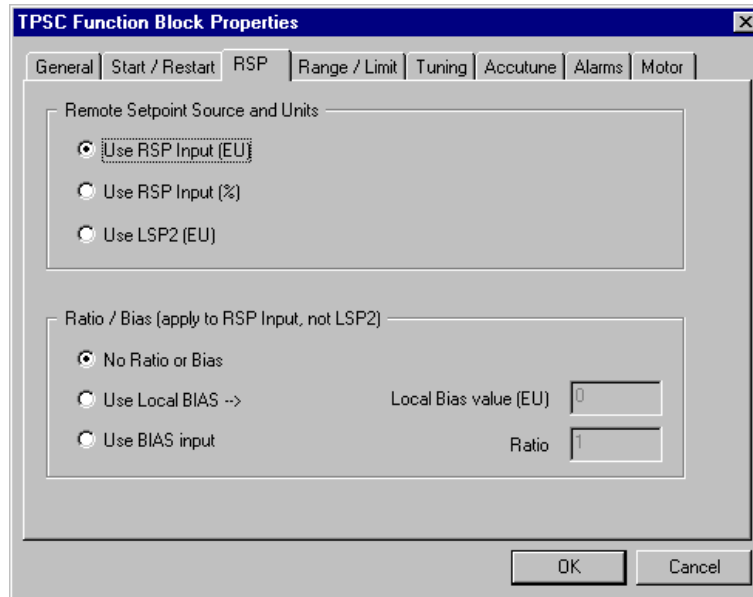 TPSC Function Block Properties
General Start / Restart RSP Range / Limit Tuning Accutune Alarms Motor
Remote Setpoint Source and Units
Use RSP Input (EU)
Use RSP Input (%)
Use LSP2 (EU)
Ratio / Bias (apply to RSP Input, not LSP2)
No Ratio or Bias
Use Local BIAS --> Local Bias value (EU) 0
Use BIAS input Ratio 1
OK Cancel